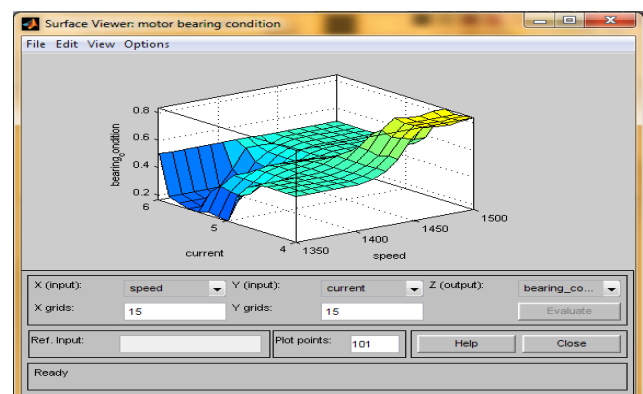 Surface Viewer: motor bearing condition
File Edit View Options
0.8
0.6
0.4
0.2
bearing_condition
6
5
4
current
1350
1400
1450
1500
speed
X (input): speed Y (input): current Z (output): bearing_co...
X grids: 15 Y grids: 15 Evaluate
Ref. Input: Plot points: 101 Help Close
Ready